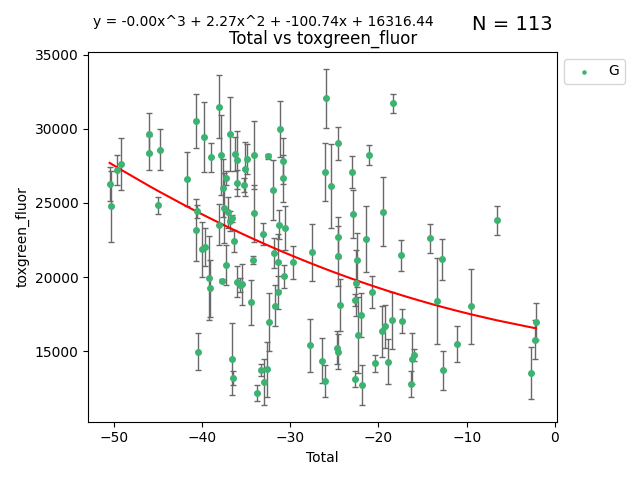 y = -0.00x^3 + 2.27x^2 + -100.74x + 16316.44
N = 113
Total vs toxgreen_fluor
G
35000
30000
25000
20000
15000
toxgreen_fluor
−50
−40
−30
−20
−10
0
Total